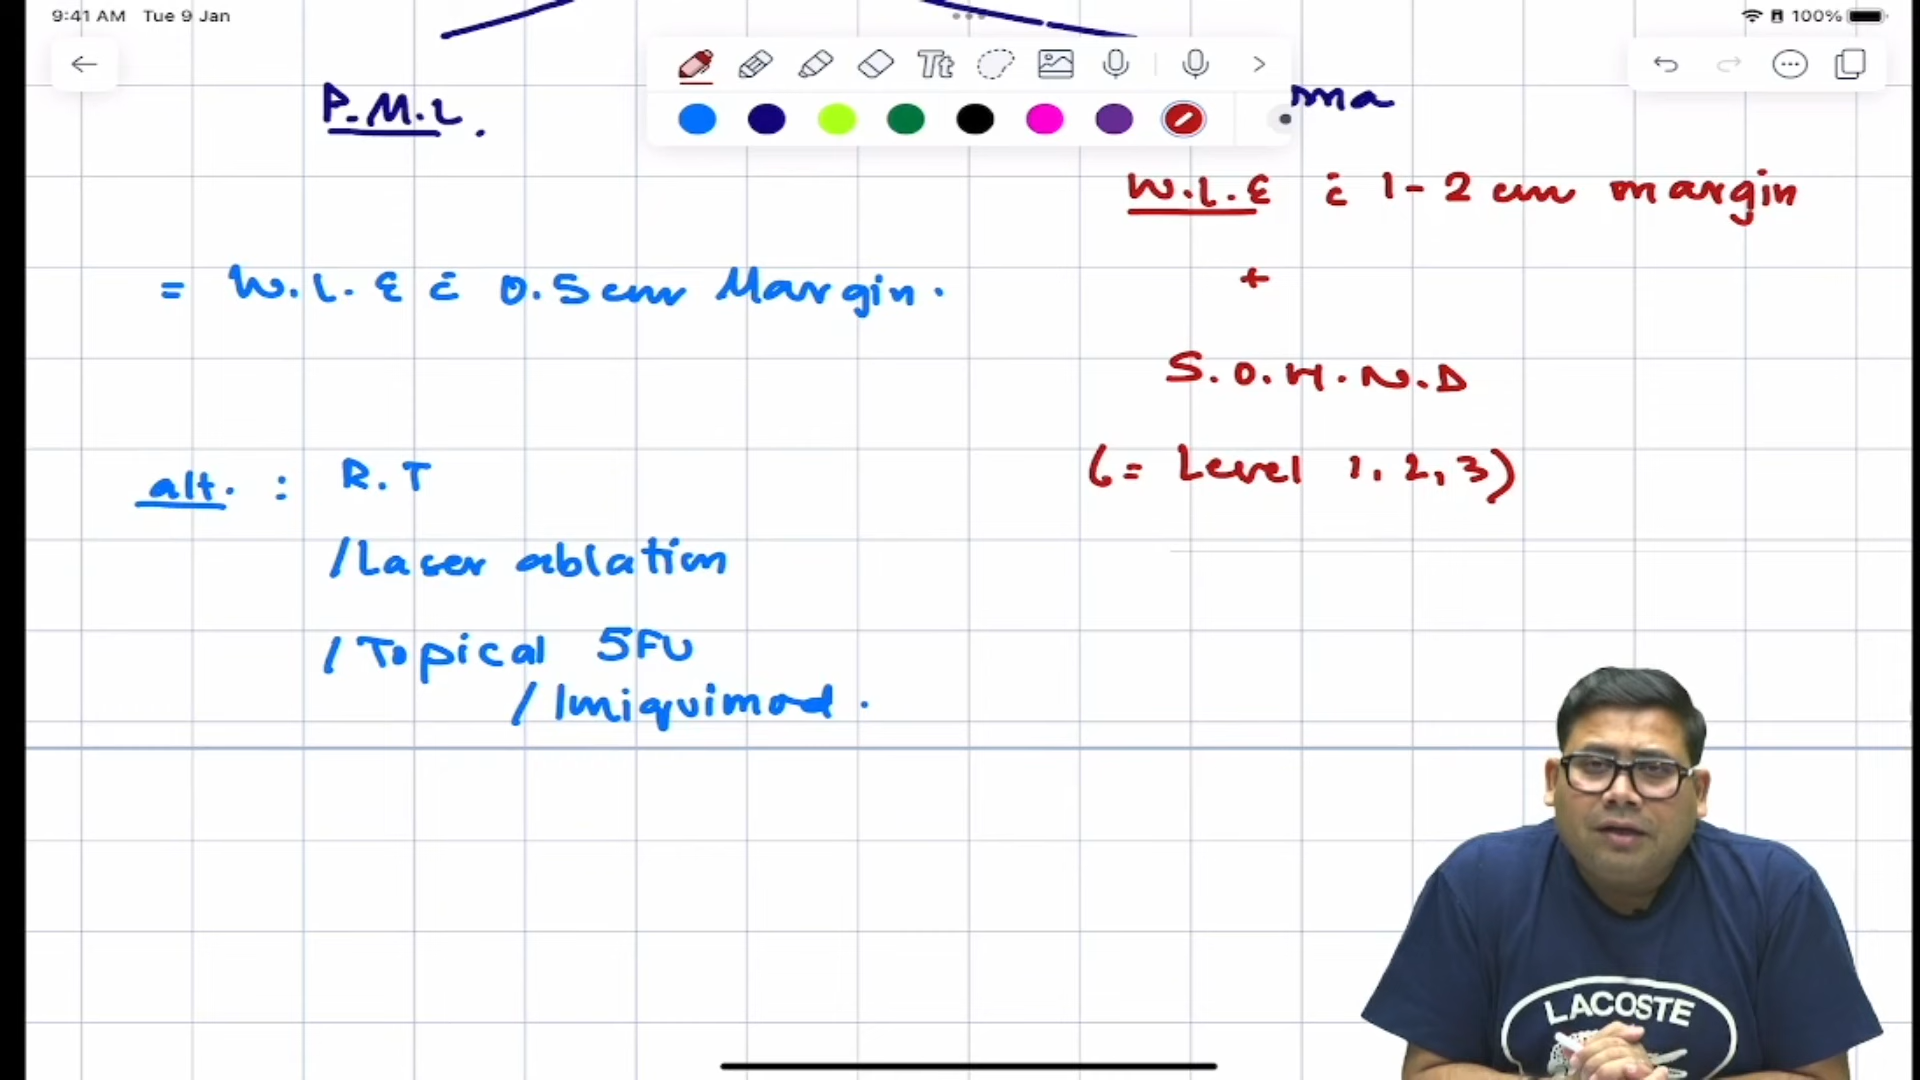 9:41 AM Tue 9 Jan
100%
Tt
P.M.L.
ma
W.L.E c̄ 1-2 cm margin
+
= W.L.E c̄ 0.5cm Margin.
S.O.H.N.D
(= Level 1, 2, 3)
alt. : R.T
/Laser ablation
/Topical 5FU
/Imiquimod.
LACOSTE